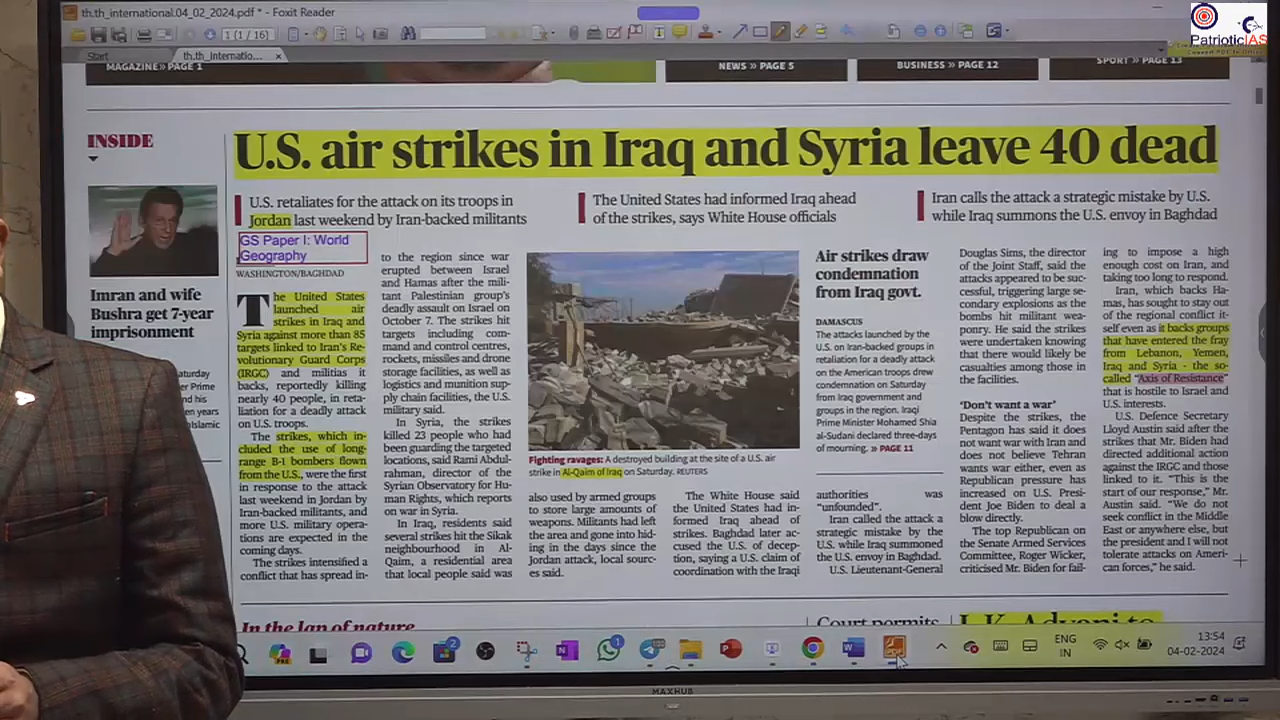 th.th_international.04_02_2024.pdf * - Foxit Reader
PatrioticIAS
1 (1 / 16)
Start
th.th_internatio...
MAGAZINE » PAGE 1
NEWS » PAGE 5
BUSINESS » PAGE 12
SPORT » PAGE 13
INSIDE
Imran and wife
Bushra get 7-year
imprisonment
aturday
er Prime
nd his
en years
Islamic
U.S. air strikes in Iraq and Syria leave 40 dead
U.S. retaliates for the attack on its troops in
Jordan last weekend by Iran-backed militants
The United States had informed Iraq ahead
of the strikes, says White House officials
Iran calls the attack a strategic mistake by U.S.
while Iraq summons the U.S. envoy in Baghdad
GS Paper I: World
Geography
WASHINGTON/BAGHDAD
The United States
launched air
strikes in Iraq and
Syria against more than 85
targets linked to Iran's Re-
volutionary Guard Corps
(IRGC) and militias it
backs, reportedly killing
nearly 40 people, in reta-
liation for a deadly attack
on U.S. troops.
The strikes, which in-
cluded the use of long-
range B-1 bombers flown
from the U.S., were the first
in response to the attack
last weekend in Jordan by
Iran-backed militants, and
more U.S. military opera-
tions are expected in the
coming days.
The strikes intensified a
conflict that has spread in-
to the region since war
erupted between Israel
and Hamas after the mili-
tant Palestinian group's
deadly assault on Israel on
October 7. The strikes hit
targets including com-
mand and control centres,
rockets, missiles and drone
storage facilities, as well as
logistics and munition sup-
ply chain facilities, the U.S.
military said.
In Syria, the strikes
killed 23 people who had
been guarding the targeted
locations, said Rami Abdul-
rahman, director of the
Syrian Observatory for Hu-
man Rights, which reports
on war in Syria.
In Iraq, residents said
several strikes hit the Sikak
neighbourhood in Al-
Qaim, a residential area
that local people said was
Fighting ravages: A destroyed building at the site of a U.S. air
strike in Al-Qaim of Iraq on Saturday. REUTERS
also used by armed groups
to store large amounts of
weapons. Militants had left
the area and gone into hid-
ing in the days since the
Jordan attack, local sourc-
es said.
The White House said
the United States had in-
formed Iraq ahead of
strikes. Baghdad later ac-
cused the U.S. of decep-
tion, saying a U.S. claim of
coordination with the Iraqi
Air strikes draw
condemnation
from Iraq govt.
DAMASCUS
The attacks launched by the
U.S. on Iran-backed groups in
retaliation for a deadly attack
on the American troops drew
condemnation on Saturday
from Iraq government and
groups in the region. Iraqi
Prime Minister Mohamed Shia
al-Sudani declared three-days
of mourning. » PAGE 11
authorities was
“unfounded”.
Iran called the attack a
strategic mistake by the
U.S. while Iraq summoned
the U.S. envoy in Baghdad.
U.S. Lieutenant-General
Douglas Sims, the director
of the Joint Staff, said the
attacks appeared to be suc-
cessful, triggering large se-
condary explosions as the
bombs hit militant wea-
ponry. He said the strikes
were undertaken knowing
that there would likely be
casualties among those in
the facilities.
‘Don’t want a war’
Despite the strikes, the
Pentagon has said it does
not want war with Iran and
does not believe Tehran
wants war either, even as
Republican pressure has
increased on U.S. Presi-
dent Joe Biden to deal a
blow directly.
The top Republican on
the Senate Armed Services
Committee, Roger Wicker,
criticised Mr. Biden for fail-
ing to impose a high
enough cost on Iran, and
taking too long to respond.
Iran, which backs Ha-
mas, has sought to stay out
of the regional conflict it-
self even as it backs groups
that have entered the fray
from Lebanon, Yemen,
Iraq and Syria - the so-
called “Axis of Resistance”
that is hostile to Israel and
U.S. interests.
U.S. Defence Secretary
Lloyd Austin said after the
strikes that Mr. Biden had
directed additional action
against the IRGC and those
linked to it. “This is the
start of our response,” Mr.
Austin said. “We do not
seek conflict in the Middle
East or anywhere else, but
the president and I will not
tolerate attacks on Ameri-
can forces,” he said.
In the lap of nature
Court permits
L.K. Advani to
ENG
IN
13:54
04-02-2024
MAXHUB